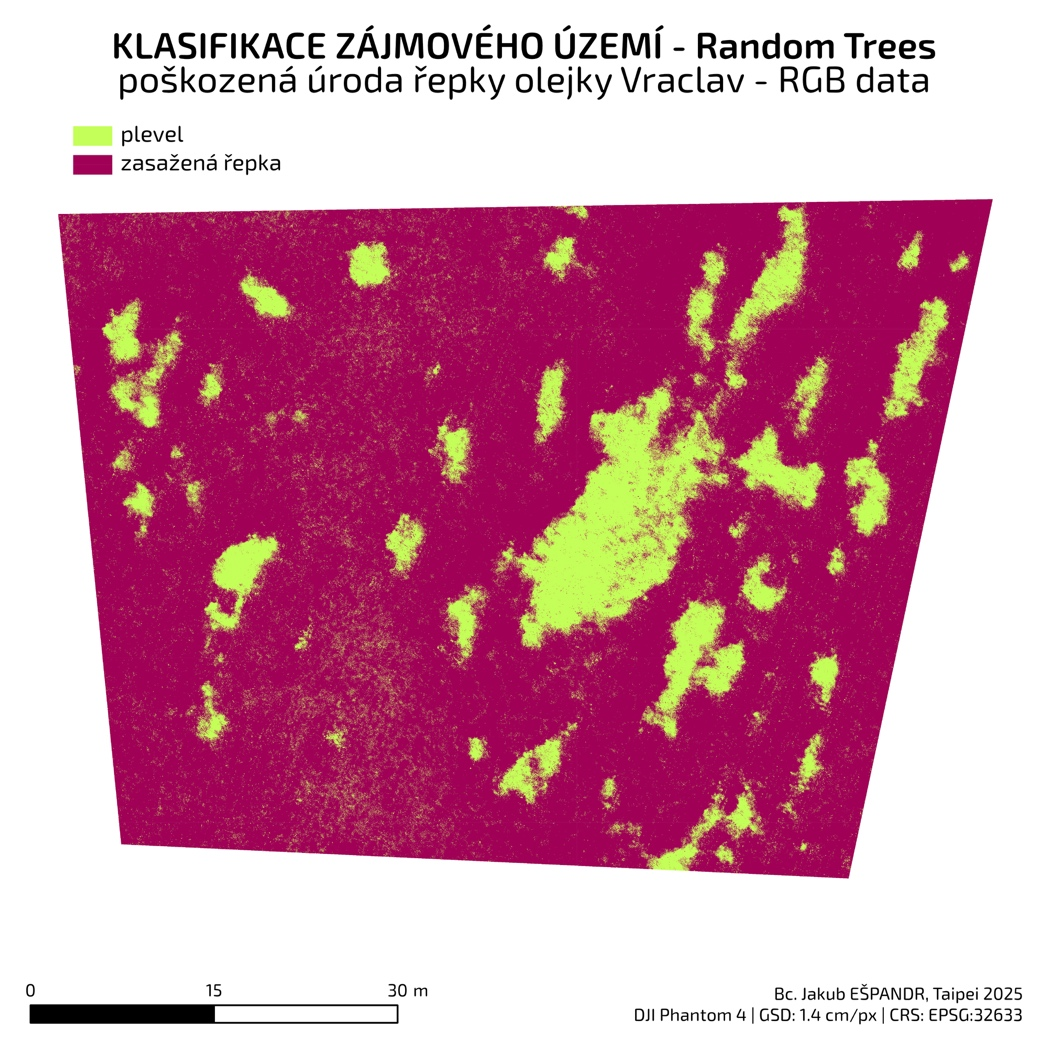 KLASIFIKACE ZÁJMOVÉHO ÚZEMÍ - Random Trees
poškozená úroda řepky olejky Vraclav - RGB data
plevel
zasažená řepka
0 15 30 m
Bc. Jakub EŠPANDR, Taipei 2025
DJI Phantom 4 | GSD: 1.4 cm/px | CRS: EPSG:32633